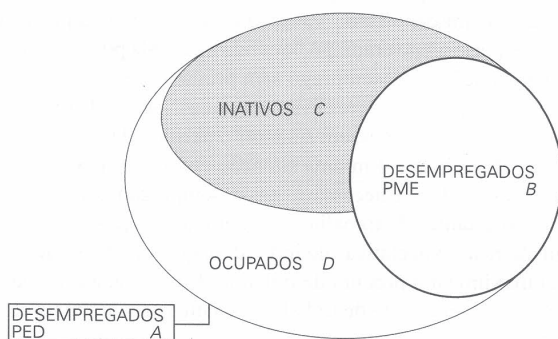 INATIVOS C
DESEMPREGADOS
PME B
OCUPADOS D
DESEMPREGADOS
PED A